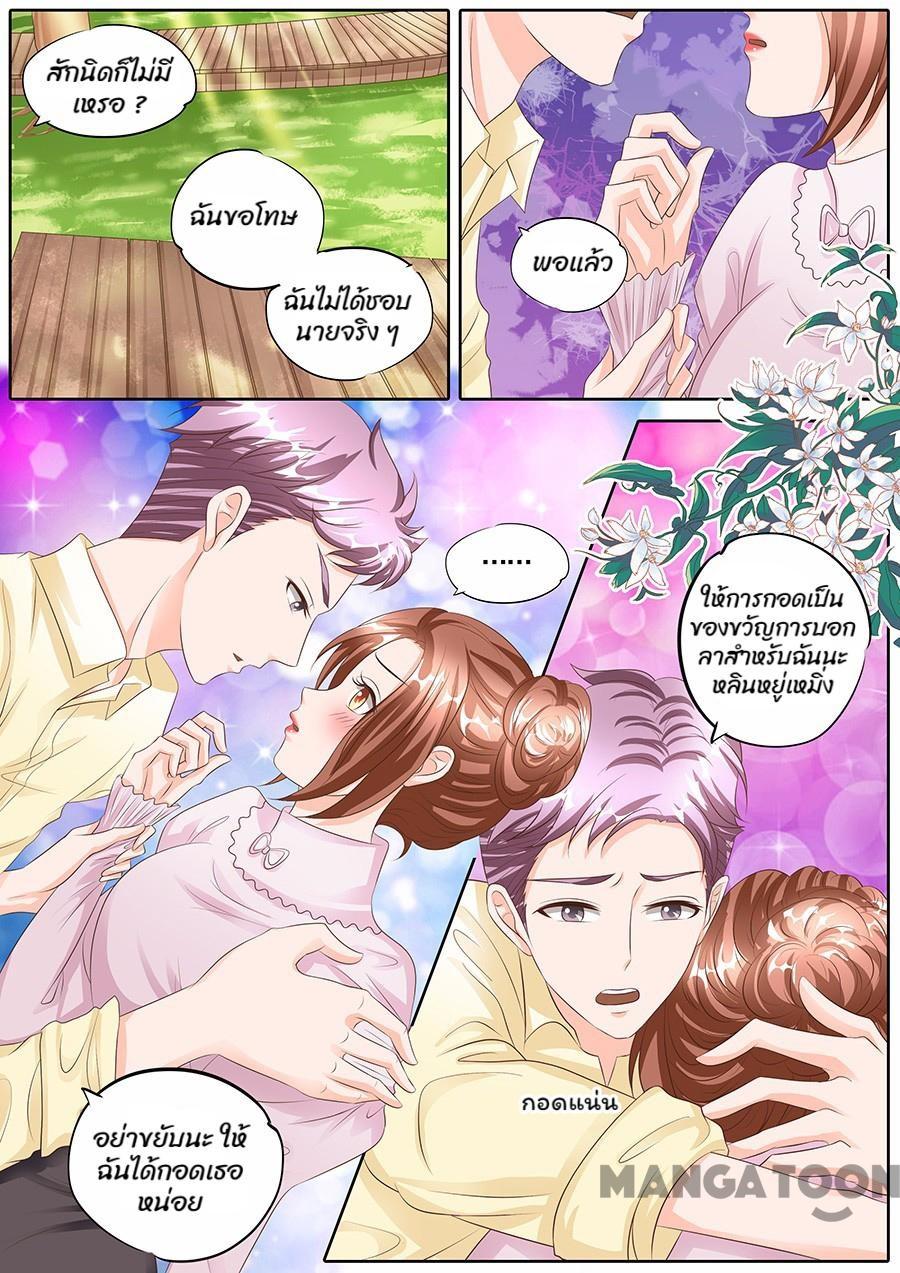 สักนิดก็ไม่มี
เหรอ ?
ฉันขอโทษ
ฉันไม่ได้ชอบ
นายจริง ๆ
พอแล้ว
......
ให้การกอดเป็น
ของขวัญการบอก
ลาสำหรับฉันนะ
หลินหยู่เหมิ่ง
กอดแน่น
อย่าขยับนะ ให้
ฉันได้กอดเธอ
หน่อย
MANGATOON